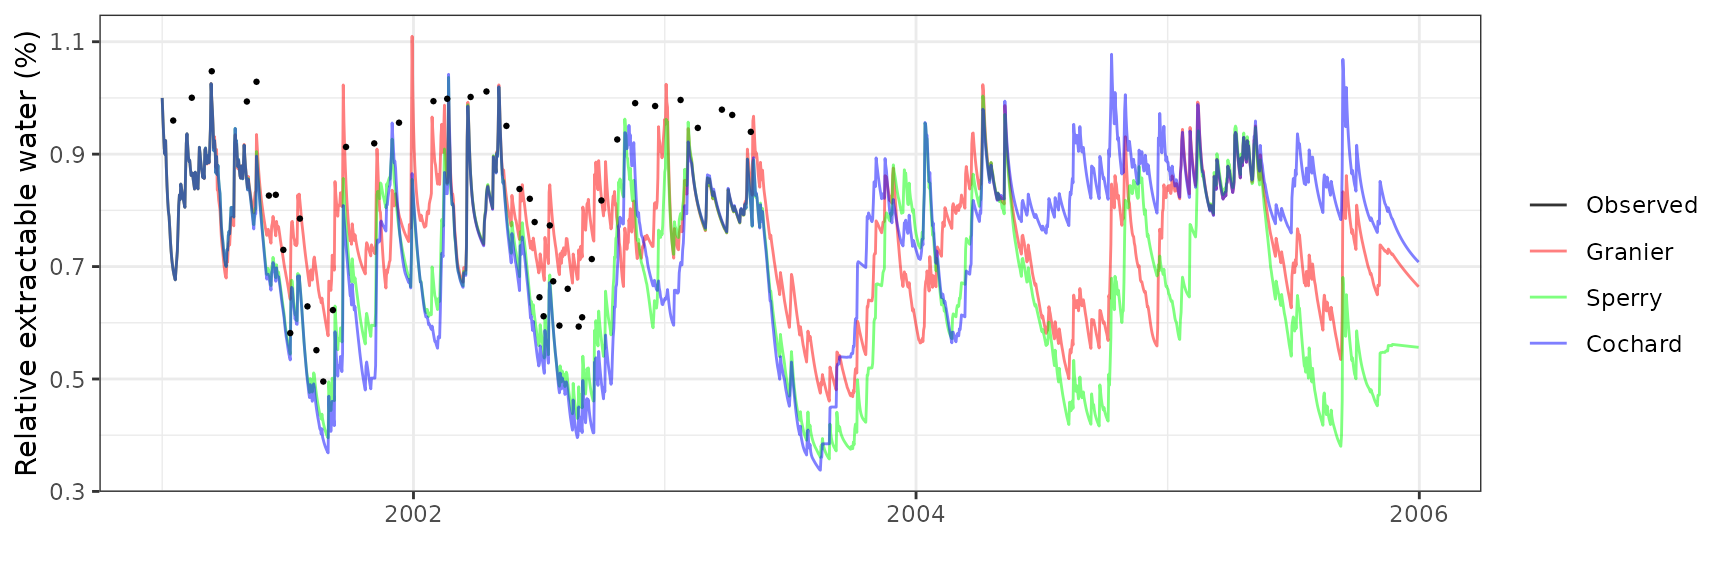 Relative extractable water (%)
1.1
0.9
0.7
0.5
0.3
2002
2004
2006
Observed
Granier
Sperry
Cochard